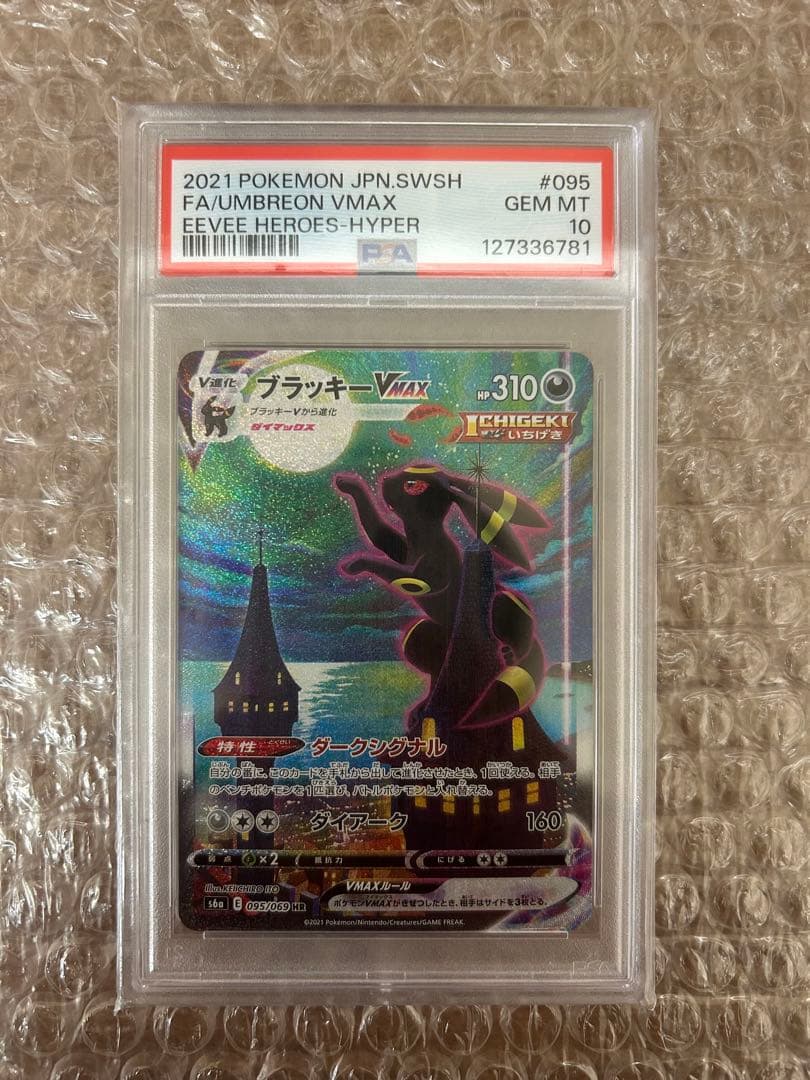 2021 POKEMON JPN.SWSH #095
FA/UMBREON VMAX GEM MT
EEVEE HEROES-HYPER 10
PSA 127336781
V進化 ブラッキーVMAX HP310
ブラッキーVから進化
ダイマックス
ICHIGEKI
いちげき
特性 とくせい ダークシグナル
自分の番に、このカードを手札から出して進化させたとき、1回使える。相手
のベンチポケモンを1匹選び、バトルポケモンと入れ替える。
ダイアーク 160
弱点 ×2 抵抗力 にげる
illus. KEIICHIRO ITO
VMAXルール
ポケモンVMAXがきぜつしたとき、相手はサイドを3枚とる。
s6a E 095/069 HR
©2021 Pokémon/Nintendo/Creatures/GAME FREAK.